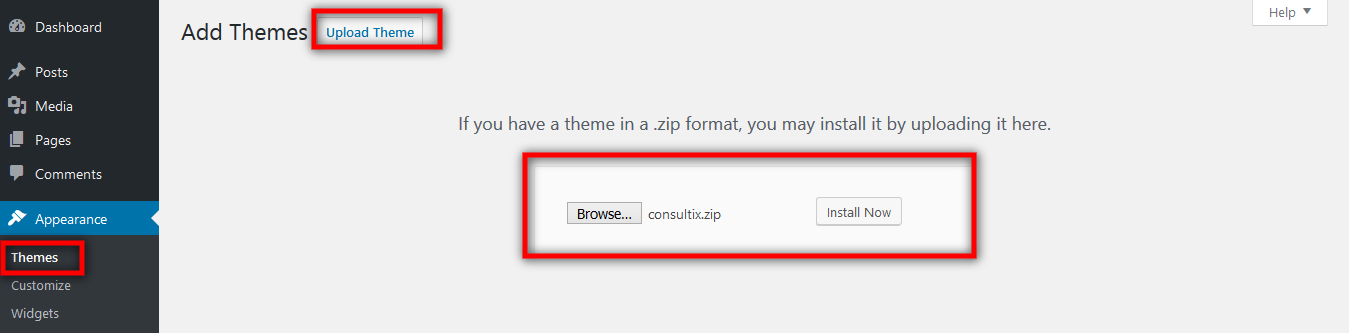 Dashboard
Posts
Media
Pages
Comments
Appearance
Themes
Customize
Widgets
Add Themes Upload Theme
Help
If you have a theme in a .zip format, you may install it by uploading it here.
Browse... consultix.zip Install Now